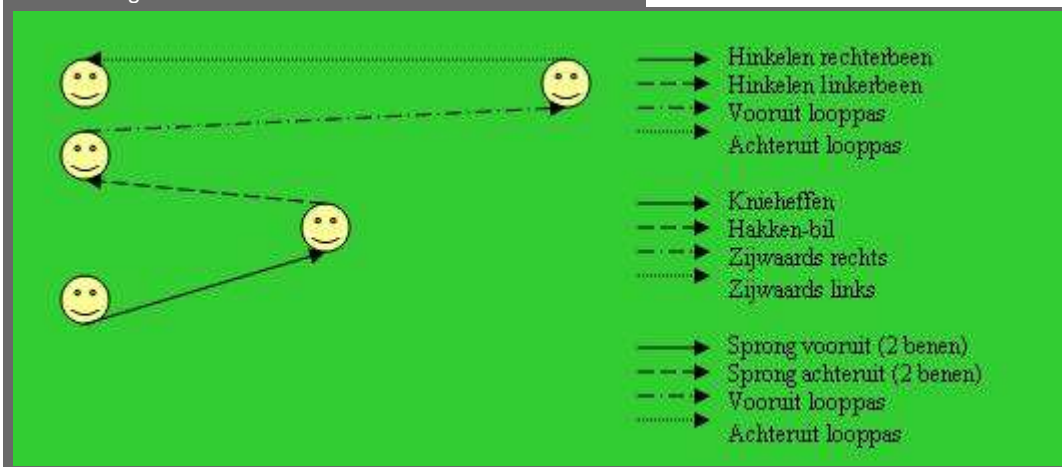 Hinkelen rechterbeen
Hinkelen linkerbeen
Vooruit looppas
Achteruit looppas
Knieheffen
Hakken-bil
Zijwaards rechts
Zijwaards links
Sprong vooruit (2 benen)
Sprong achteruit (2 benen)
Vooruit looppas
Achteruit looppas